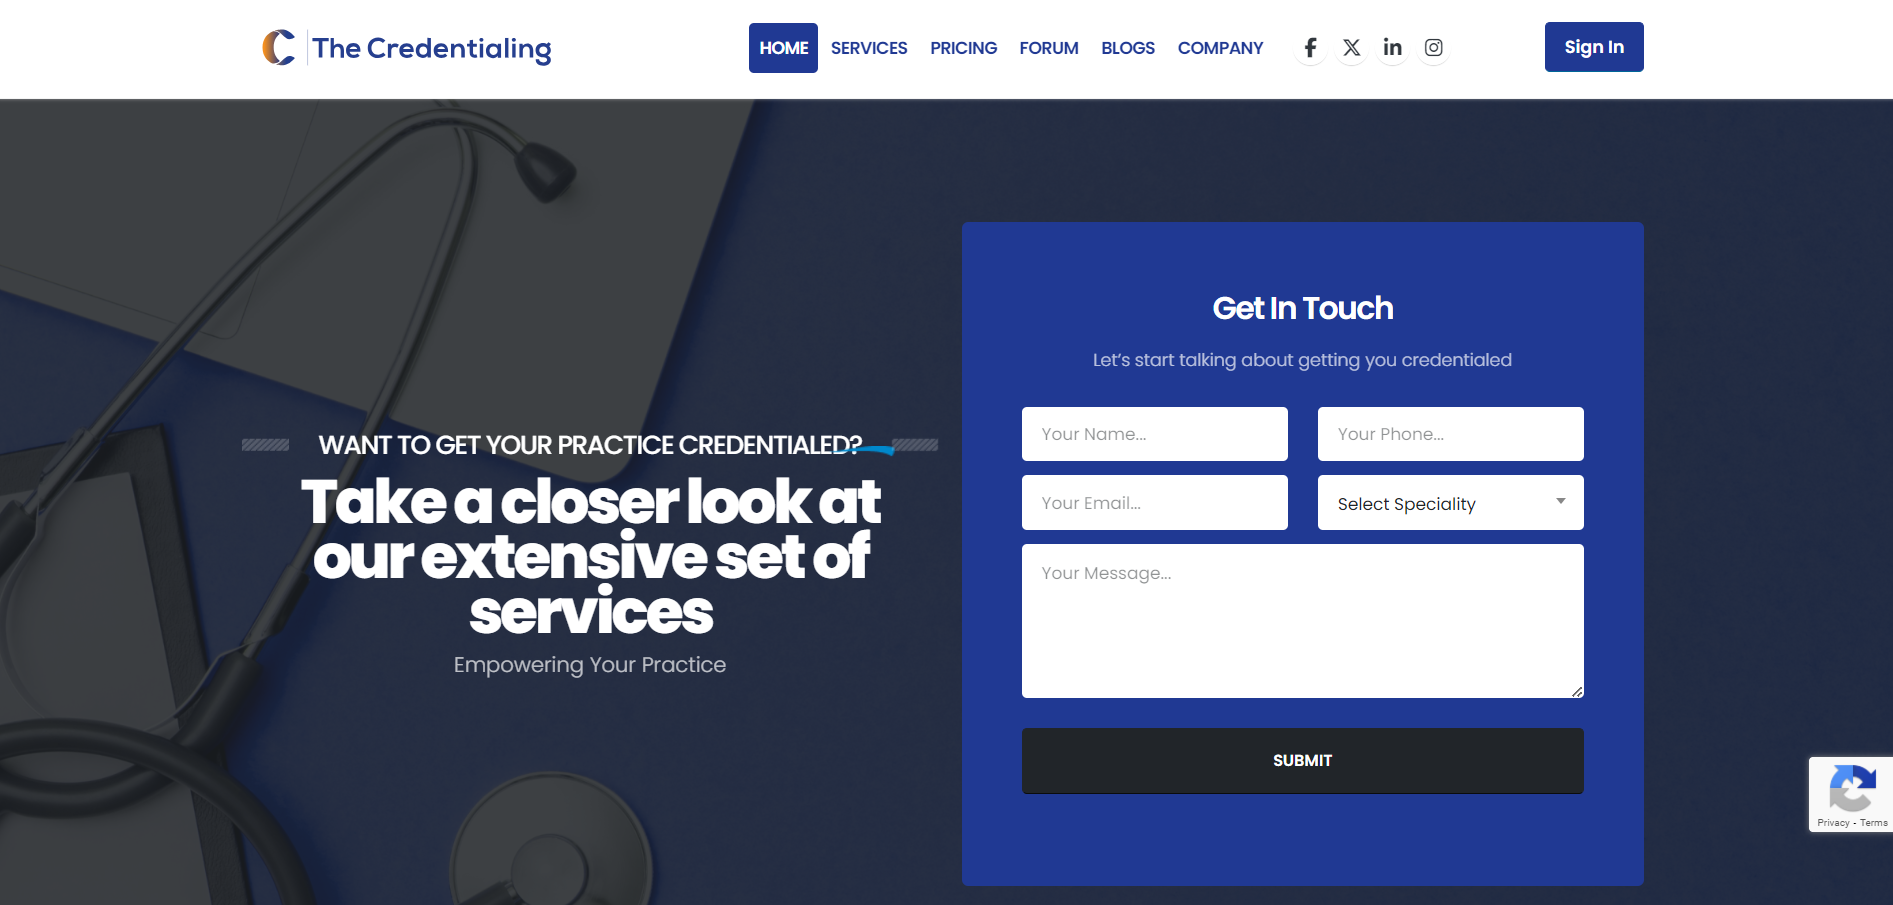 The Credentialing
HOME SERVICES PRICING FORUM BLOGS COMPANY
Sign In
WANT TO GET YOUR PRACTICE CREDENTIALED?
Take a closer look at
our extensive set of
services
Empowering Your Practice
Get In Touch
Let's start talking about getting you credentialed
Your Name... Your Phone...
Your Email... Select Speciality
Your Message...
SUBMIT
Privacy - Terms